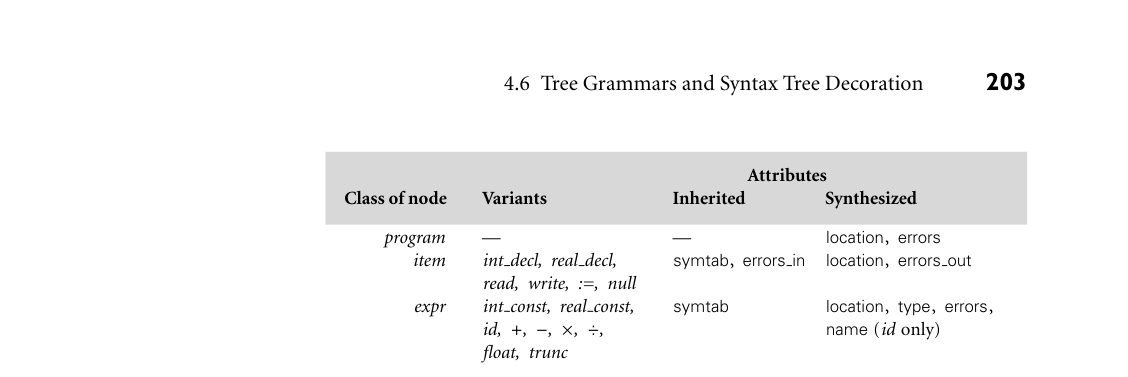 4.6 Tree Grammars and Syntax Tree Decoration 203
Attributes
Class of node Variants Inherited Synthesized
program — — location, errors
item int_decl, real_decl, symtab, errors_in location, errors_out
read, write, :=, null
expr int_const, real_const, symtab location, type, errors,
id, +, −, ×, ÷, name (id only)
float, trunc